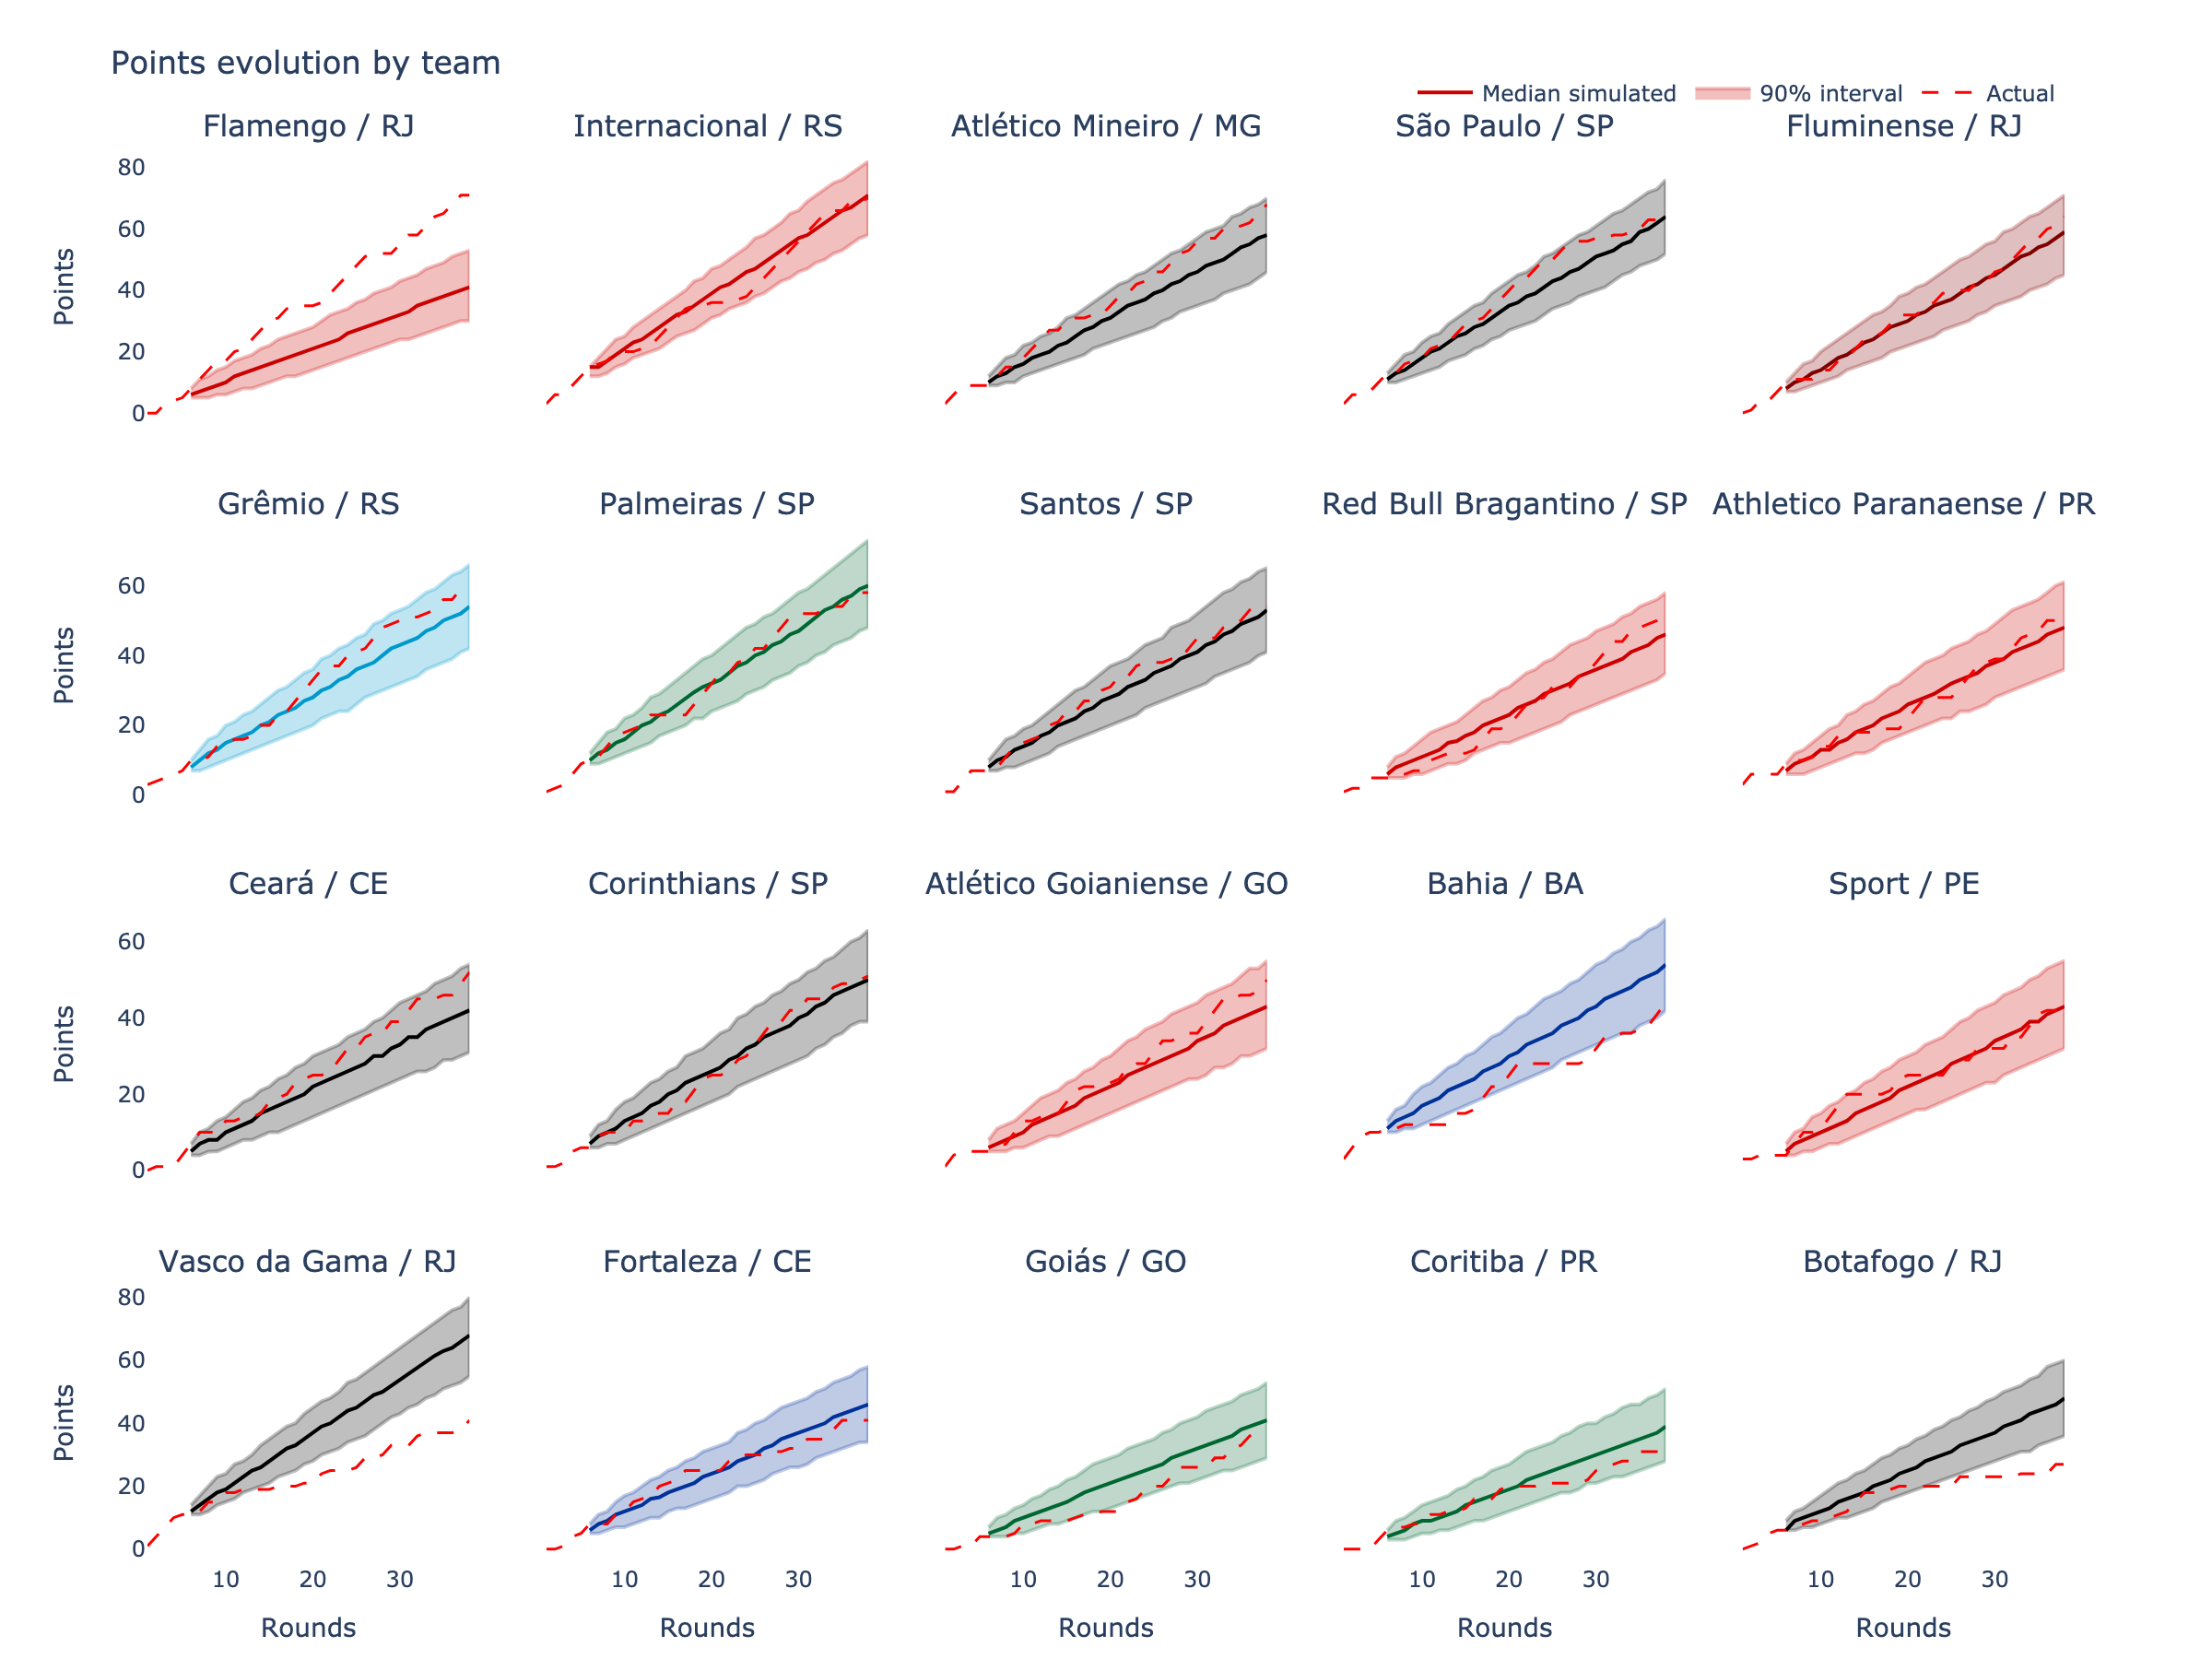 Points evolution by team
Median simulated 90% interval Actual
Flamengo / RJ Internacional / RS Atlético Mineiro / MG São Paulo / SP Fluminense / RJ
80
60
40
20
0
Points
Grêmio / RS Palmeiras / SP Santos / SP Red Bull Bragantino / SP Athletico Paranaense / PR
60
40
20
0
Points
Ceará / CE Corinthians / SP Atlético Goianiense / GO Bahia / BA Sport / PE
60
40
20
0
Points
Vasco da Gama / RJ Fortaleza / CE Goiás / GO Coritiba / PR Botafogo / RJ
80
60
40
20
0
Points
10 20 30 10 20 30 10 20 30 10 20 30 10 20 30
Rounds Rounds Rounds Rounds Rounds